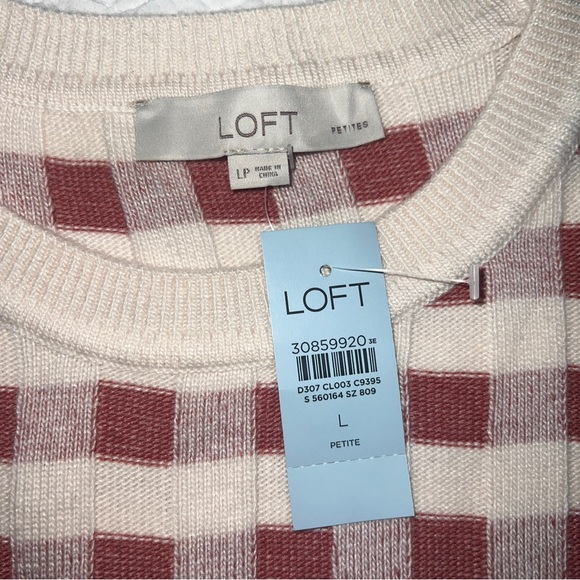 LOFT PETITES
LP MADE IN CHINA
LOFT
30859920 3E
D307 CL003 C9395
S 560164 SZ 809
L
PETITE